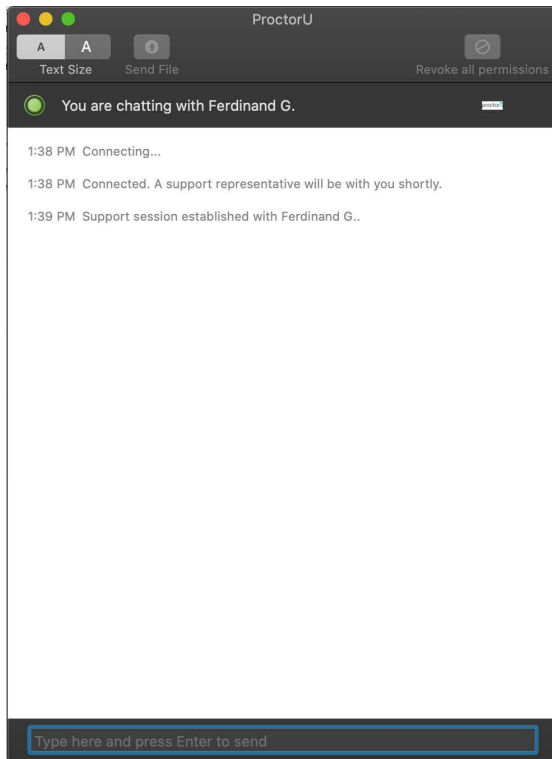 ProctorU
A A
Text Size Send File Revoke all permissions
You are chatting with Ferdinand G. proctorU
1:38 PM Connecting...
1:38 PM Connected. A support representative will be with you shortly.
1:39 PM Support session established with Ferdinand G..
Type here and press Enter to send